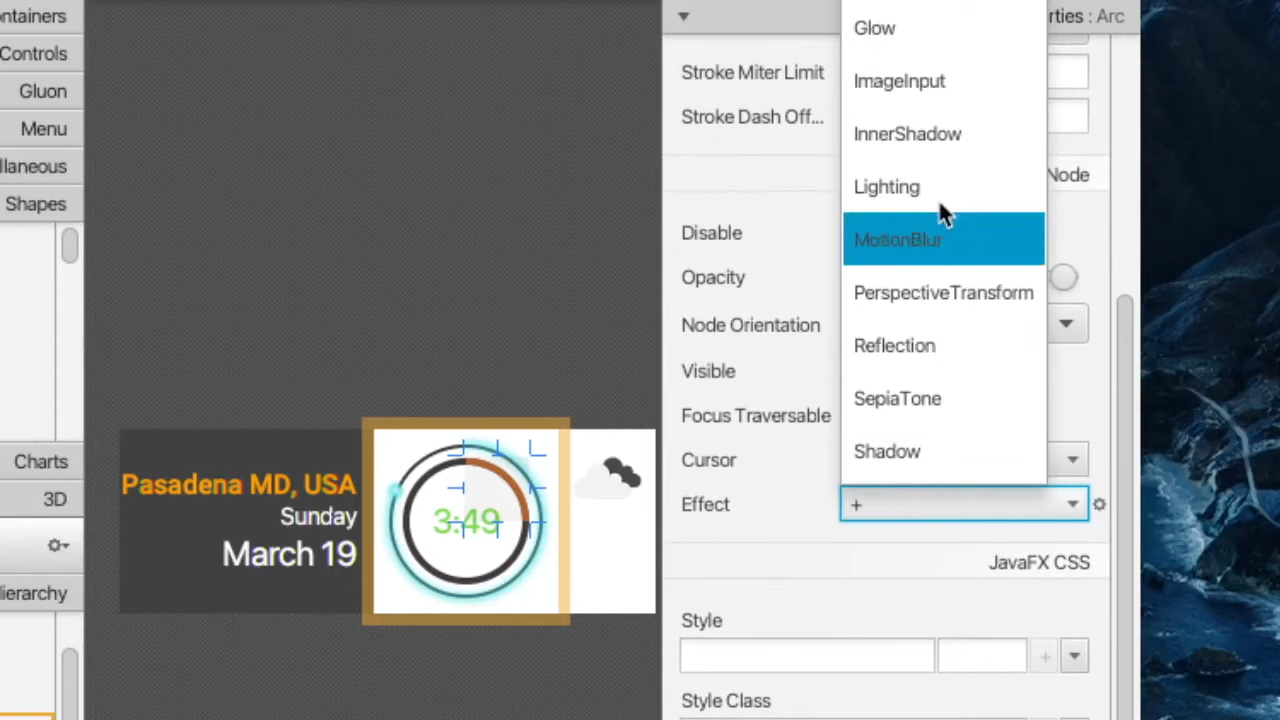 ontainers
Controls
Gluon
Menu
llaneous
Shapes
Charts
3D
lierarchy
Pasadena MD, USA
Sunday
March 19
3:49
rties : Arc
Stroke Miter Limit
Stroke Dash Off...
Node
Disable
Opacity
Node Orientation
Visible
Focus Traversable
Cursor
Effect
+
Glow
ImageInput
InnerShadow
Lighting
MotionBlur
PerspectiveTransform
Reflection
SepiaTone
Shadow
JavaFX CSS
Style
+
Style Class